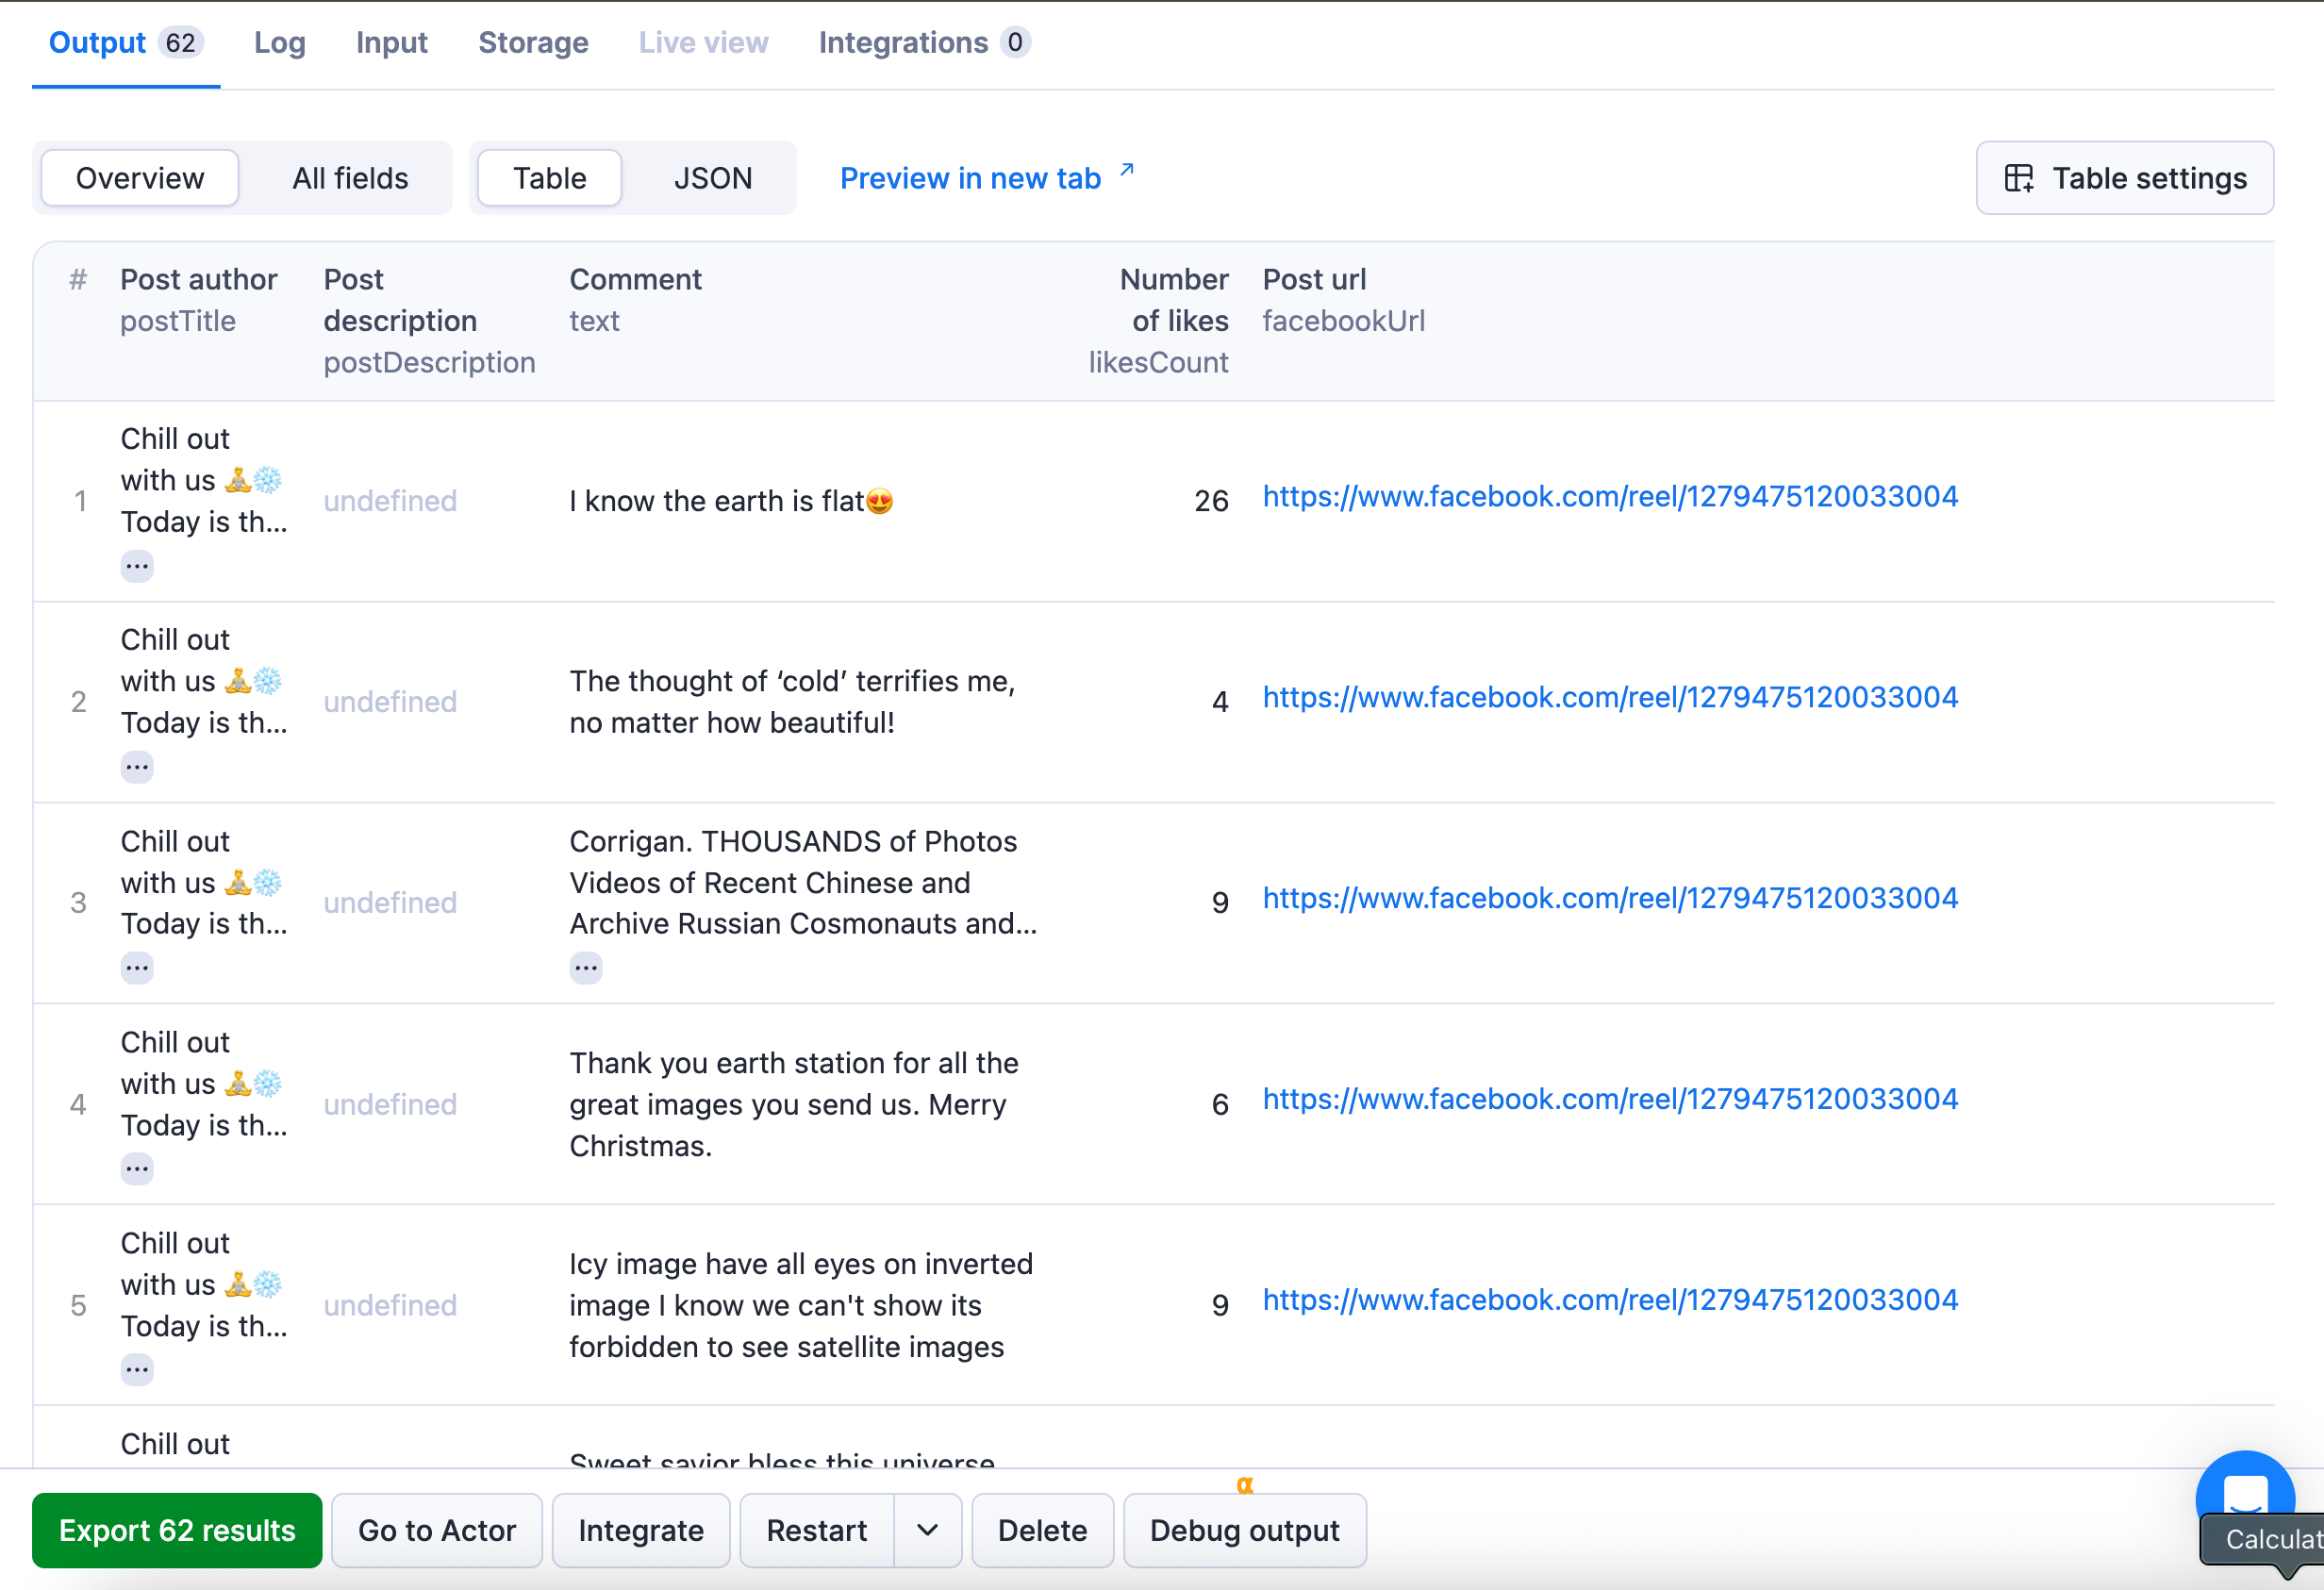 Output 62 Log Input Storage Live view Integrations 0
Overview All fields Table JSON Preview in new tab Table settings
# Post author Post Comment Number Post url
postTitle description text of likes facebookUrl
postDescription likesCount
Chill out
with us 🧘❄️
Today is th...
1 undefined I know the earth is flat😍 26 https://www.facebook.com/reel/1279475120033004
Chill out
with us 🧘❄️
Today is th...
2 undefined The thought of ‘cold’ terrifies me,
no matter how beautiful!
4 https://www.facebook.com/reel/1279475120033004
Chill out
with us 🧘❄️
Today is th...
3 undefined Corrigan. THOUSANDS of Photos
Videos of Recent Chinese and
Archive Russian Cosmonauts and...
9 https://www.facebook.com/reel/1279475120033004
Chill out
with us 🧘❄️
Today is th...
4 undefined Thank you earth station for all the
great images you send us. Merry
Christmas.
6 https://www.facebook.com/reel/1279475120033004
Chill out
with us 🧘❄️
Today is th...
5 undefined Icy image have all eyes on inverted
image I know we can't show its
forbidden to see satellite images
9 https://www.facebook.com/reel/1279475120033004
Chill out
Sweet savior bless this universe
α
Export 62 results Go to Actor Integrate Restart Delete Debug output
Calculat